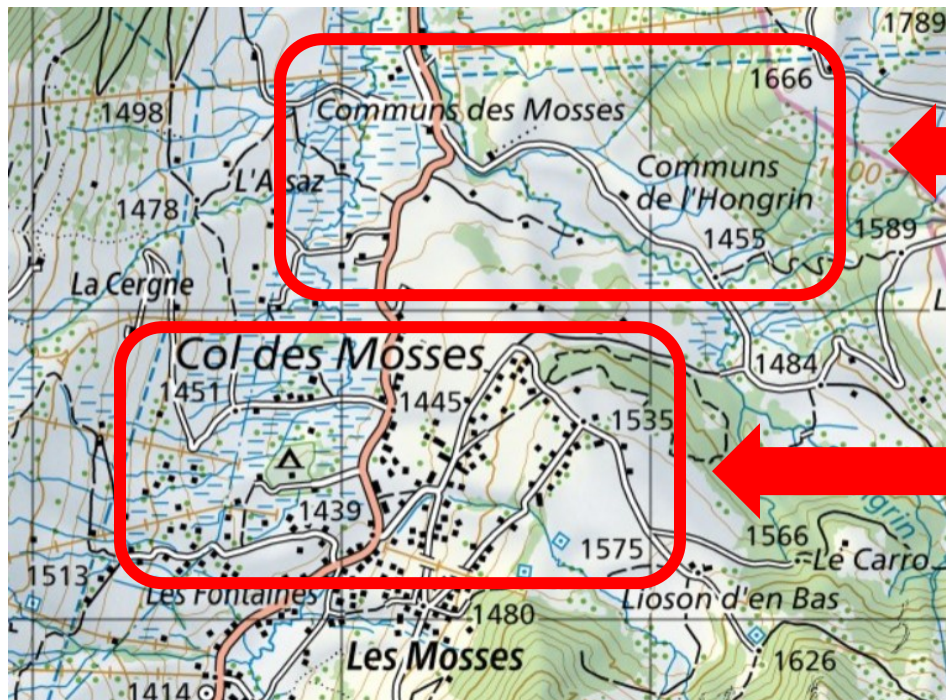 1789
1666
1498
Communs des Mosses
1600
Communs
de l'Hongrin
L'Arsaz
1478
1455
1589
La Cergne
Col des Mosses
1484
1451
1445
1535
1439
1575
1566
Le Carro
1513
Les Fontaines
Lioson d'en Bas
1480
Les Mosses
1626
1414